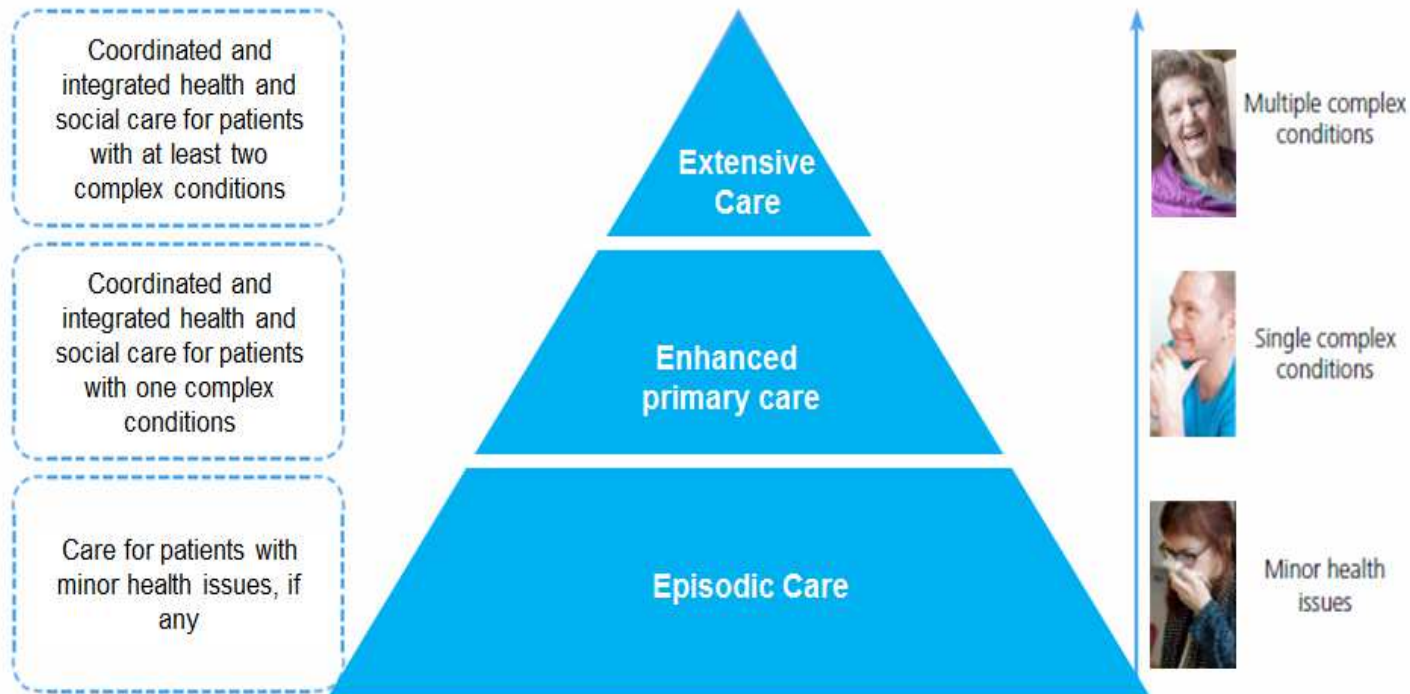 Coordinated and
integrated health and
social care for patients
with at least two
complex conditions
Extensive
Care
Multiple complex
conditions
Coordinated and
integrated health and
social care for patients
with one complex
conditions
Enhanced
primary care
Single complex
conditions
Care for patients with
minor health issues, if
any
Episodic Care
Minor health
issues